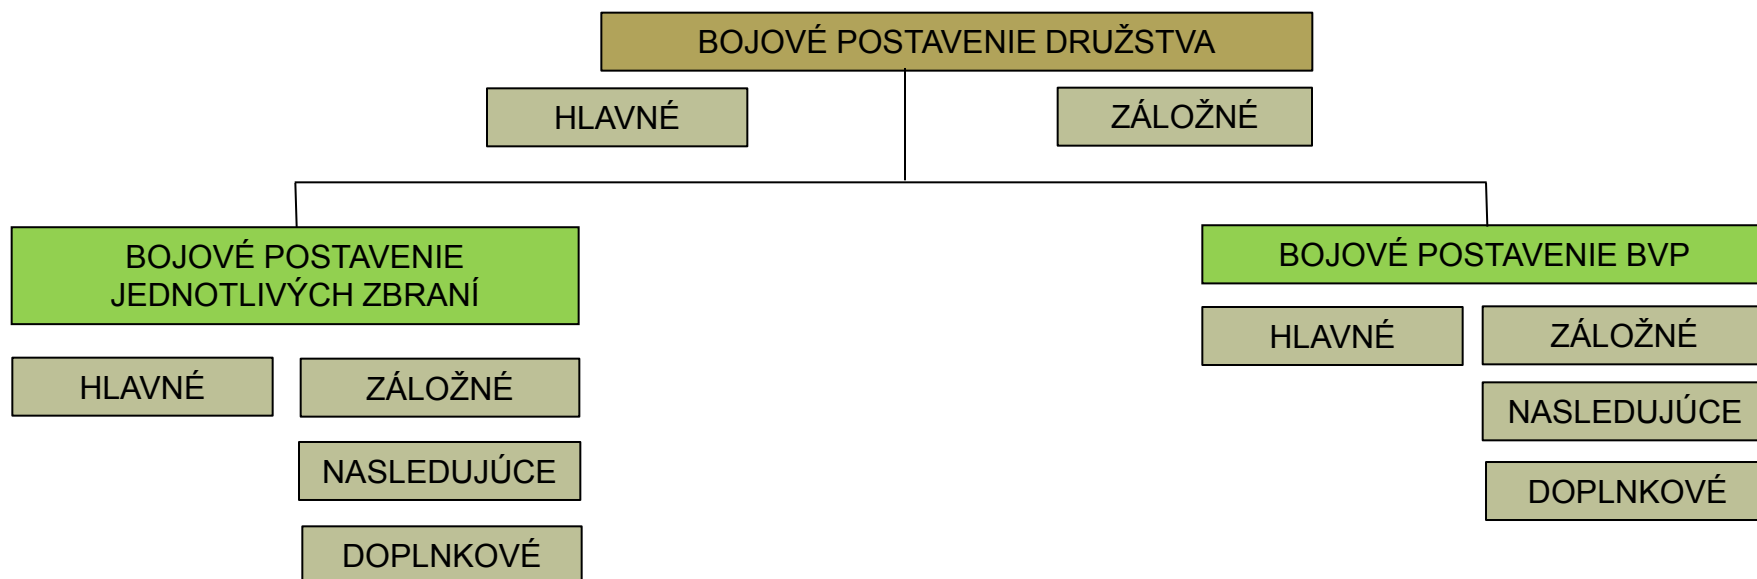 BOJOVÉ POSTAVENIE DRUŽSTVA
HLAVNÉ
ZÁLOŽNÉ
BOJOVÉ POSTAVENIE
JEDNOTLIVÝCH ZBRANÍ
HLAVNÉ
ZÁLOŽNÉ
NASLEDUJÚCE
DOPLNKOVÉ
BOJOVÉ POSTAVENIE BVP
HLAVNÉ
ZÁLOŽNÉ
NASLEDUJÚCE
DOPLNKOVÉ